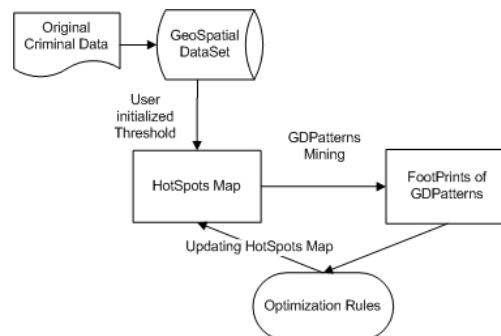 Original
Criminal Data
GeoSpatial
DataSet
User
initialized
Threshold
GDPatterns
Mining
HotSpots Map
FootPrints of
GDPatterns
Updating HotSpots Map
Optimization Rules